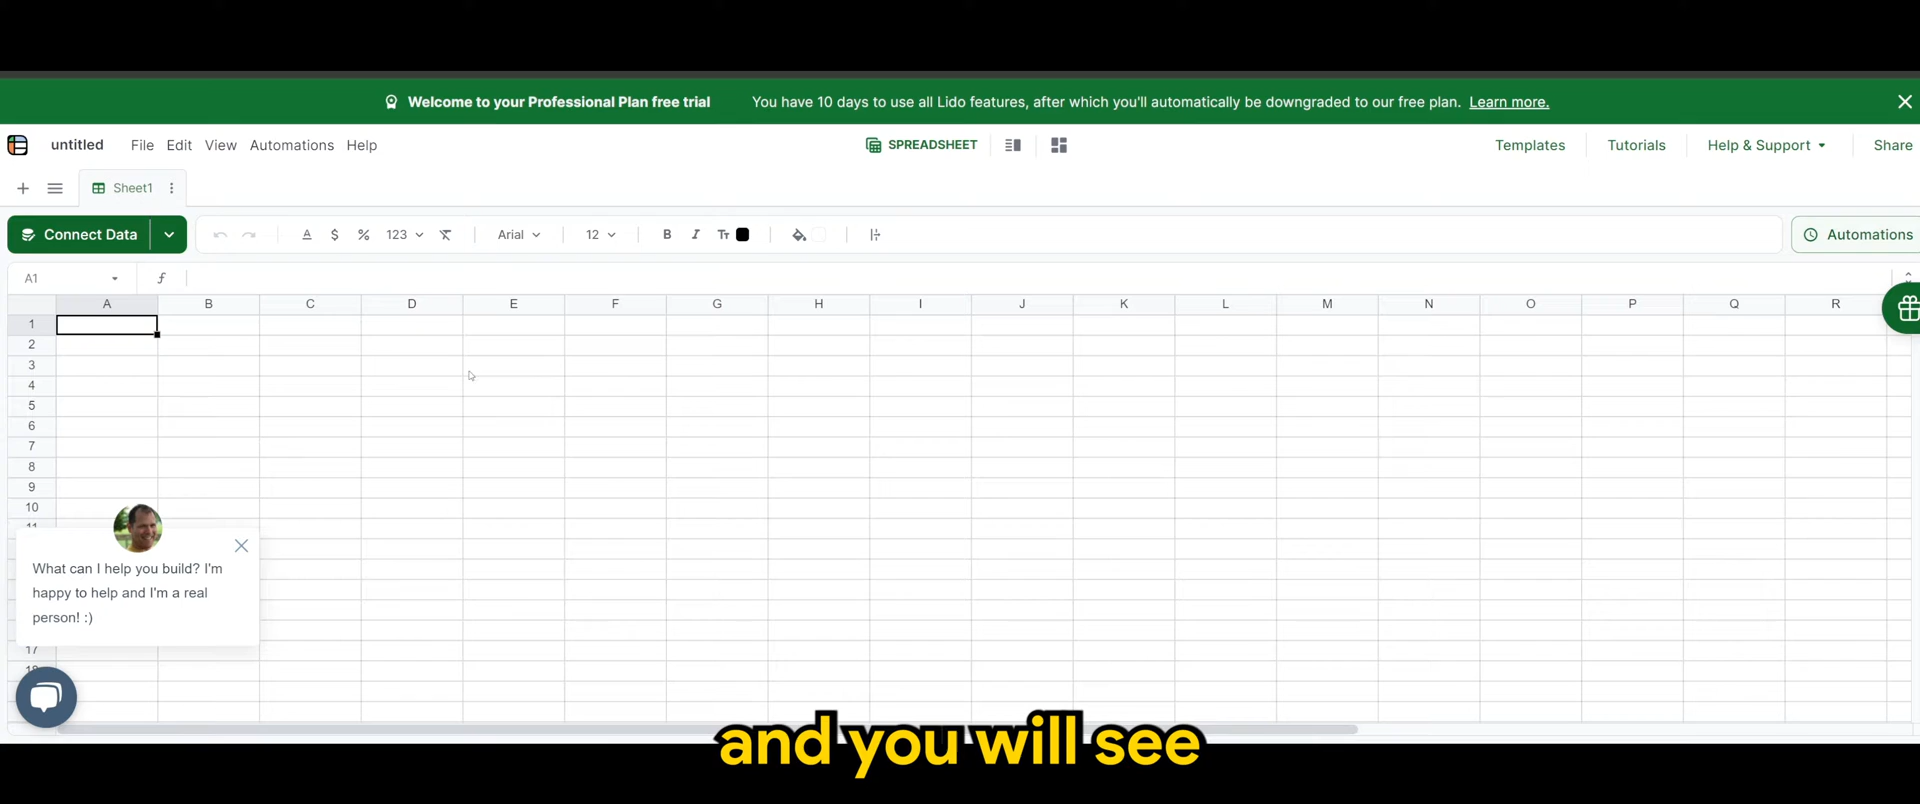 Welcome to your Professional Plan free trial You have 10 days to use all Lido features, after which you'll automatically be downgraded to our free plan. Learn more.
untitled File Edit View Automations Help SPREADSHEET Templates Tutorials Help & Support Share
Sheet1
Connect Data $ % 123 Arial 12 B I Tт Automations
A1 f
A B C D E F G H I J K L M N O P Q R
1
2
3
4
5
6
7
8
9
10
What can I help you build? I'm
happy to help and I'm a real
person! :)
17
and you will see